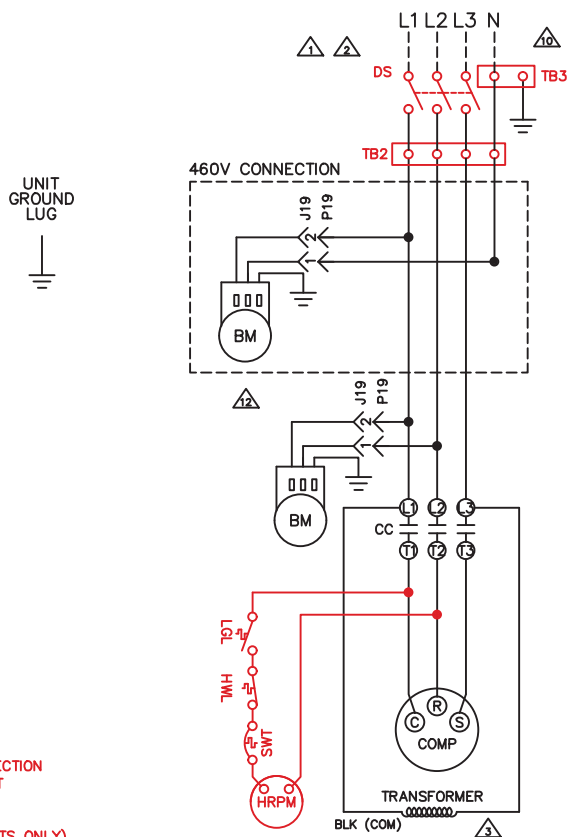 L1 L2 L3 N
1 2 10
DS
TB3
TB2
460V CONNECTION
UNIT
GROUND
LUG
J19 P19
2
1
BM
12
J19 P19
2
1
BM
L1 L2 L3
CC
T1 T2 T3
LGL
HWL
SWT
HRPM
C R S
COMP
TRANSFORMER
BLK (COM)
3
ECTION
T
TS ONLY)